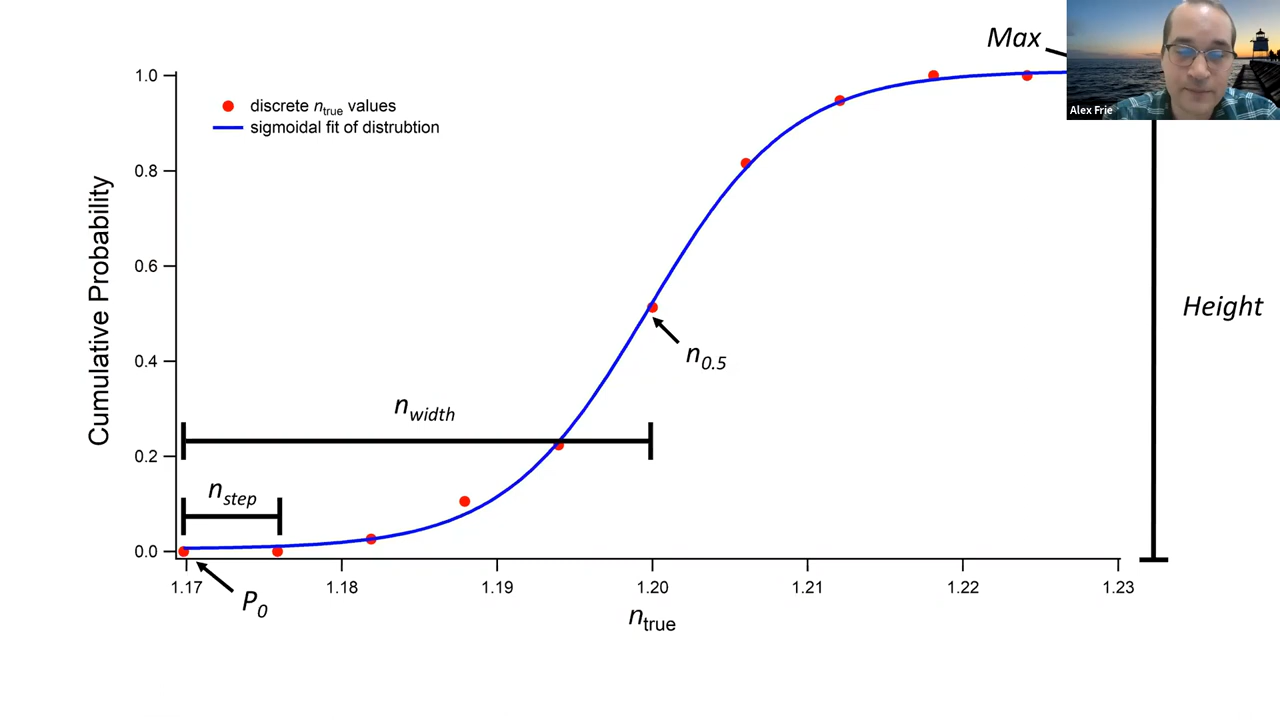 Max
Alex Frie
1.0
discrete ntrue values
sigmoidal fit of distrubtion
0.8
Cumulative Probability
0.6
Height
n0.5
0.4
nwidth
0.2
nstep
0.0
1.17 1.18 1.19 1.20 1.21 1.22 1.23
P0
ntrue